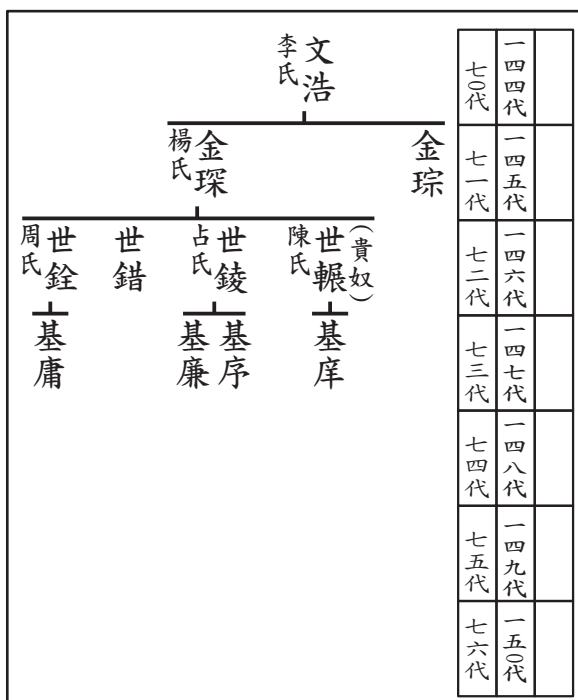 一四四代
一四五代
一四六代
一四七代
一四八代
一四九代
一五〇代
七〇代
七一代
七二代
七三代
七四代
七五代
七六代
文浩
李氏
金琮
金琛
楊氏
(貴奴)
世輾
陳氏
世錂
占氏
世錯
世銓
周氏
基庠
基序
基廉
基庸